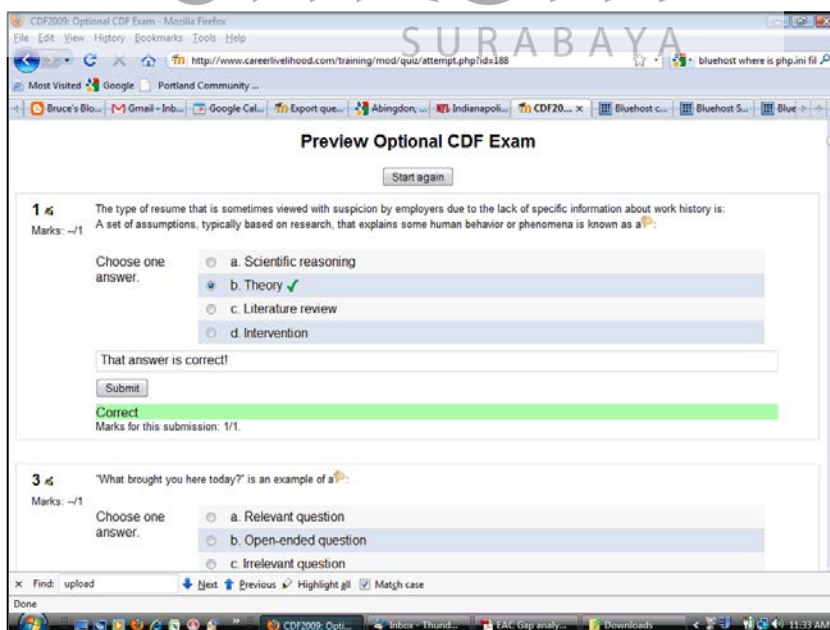 SURABAYA
CDF2009: Optional CDF Exam - Mozilla Firefox
File Edit View History Bookmarks Tools Help
http://www.careerlivelihood.com/training/mod/quiz/attempt.php?id=188
bluehost where is php.ini fil
Most Visited Google Portland Community ...
Bruce's Blo... Gmail - Inb... Google Cal... Export que... Abingdon, ... Indianapoli... CDF20... × Bluehost c... Bluehost S... Blue
Preview Optional CDF Exam
Start again
1
Marks: --/1
The type of resume that is sometimes viewed with suspicion by employers due to the lack of specific information about work history is:
A set of assumptions, typically based on research, that explains some human behavior or phenomena is known as a :
Choose one answer.
a. Scientific reasoning
b. Theory ✓
c. Literature review
d. Intervention
That answer is correct!
Submit
Correct
Marks for this submission: 1/1.
3
Marks: --/1
"What brought you here today?" is an example of a :
Choose one answer.
a. Relevant question
b. Open-ended question
c. Irrelevant question
× Find: upload Next Previous Highlight all Match case
Done
CDF2009: Opti... Inbox - Thund... EAC Gap analy... Downloads 11:33 AM